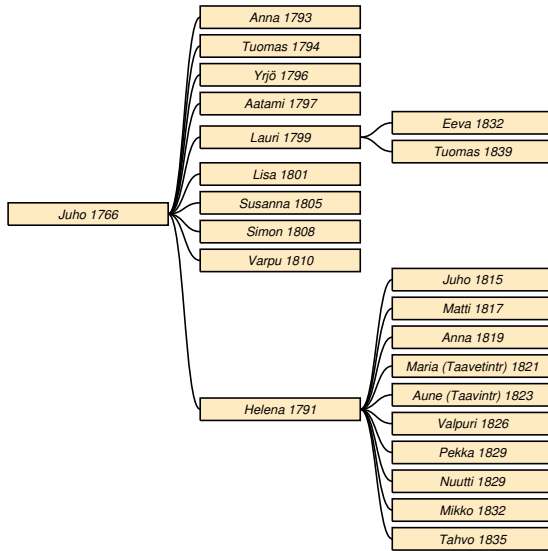 Anna 1793
Tuomas 1794
Yrjö 1796
Aatami 1797
Lauri 1799
Eeva 1832
Tuomas 1839
Lisa 1801
Juho 1766
Susanna 1805
Simon 1808
Varpu 1810
Helena 1791
Juho 1815
Matti 1817
Anna 1819
Maria (Taavetintr) 1821
Aune (Taavintr) 1823
Valpuri 1826
Pekka 1829
Nuutti 1829
Mikko 1832
Tahvo 1835